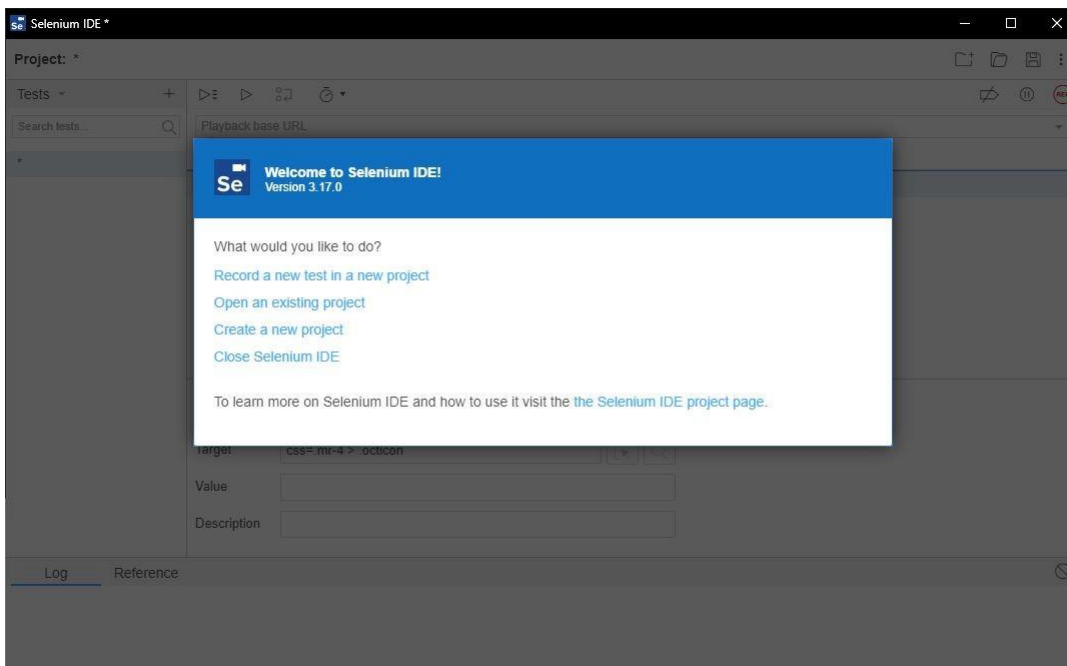 Se Selenium IDE *
Project: *
Tests
Search tests...
Playback base URL
REC
*
Se
Welcome to Selenium IDE!
Version 3.17.0
What would you like to do?
Record a new test in a new project
Open an existing project
Create a new project
Close Selenium IDE
To learn more on Selenium IDE and how to use it visit the the Selenium IDE project page.
Target css=.mr-4 > .octicon
Value
Description
Log Reference